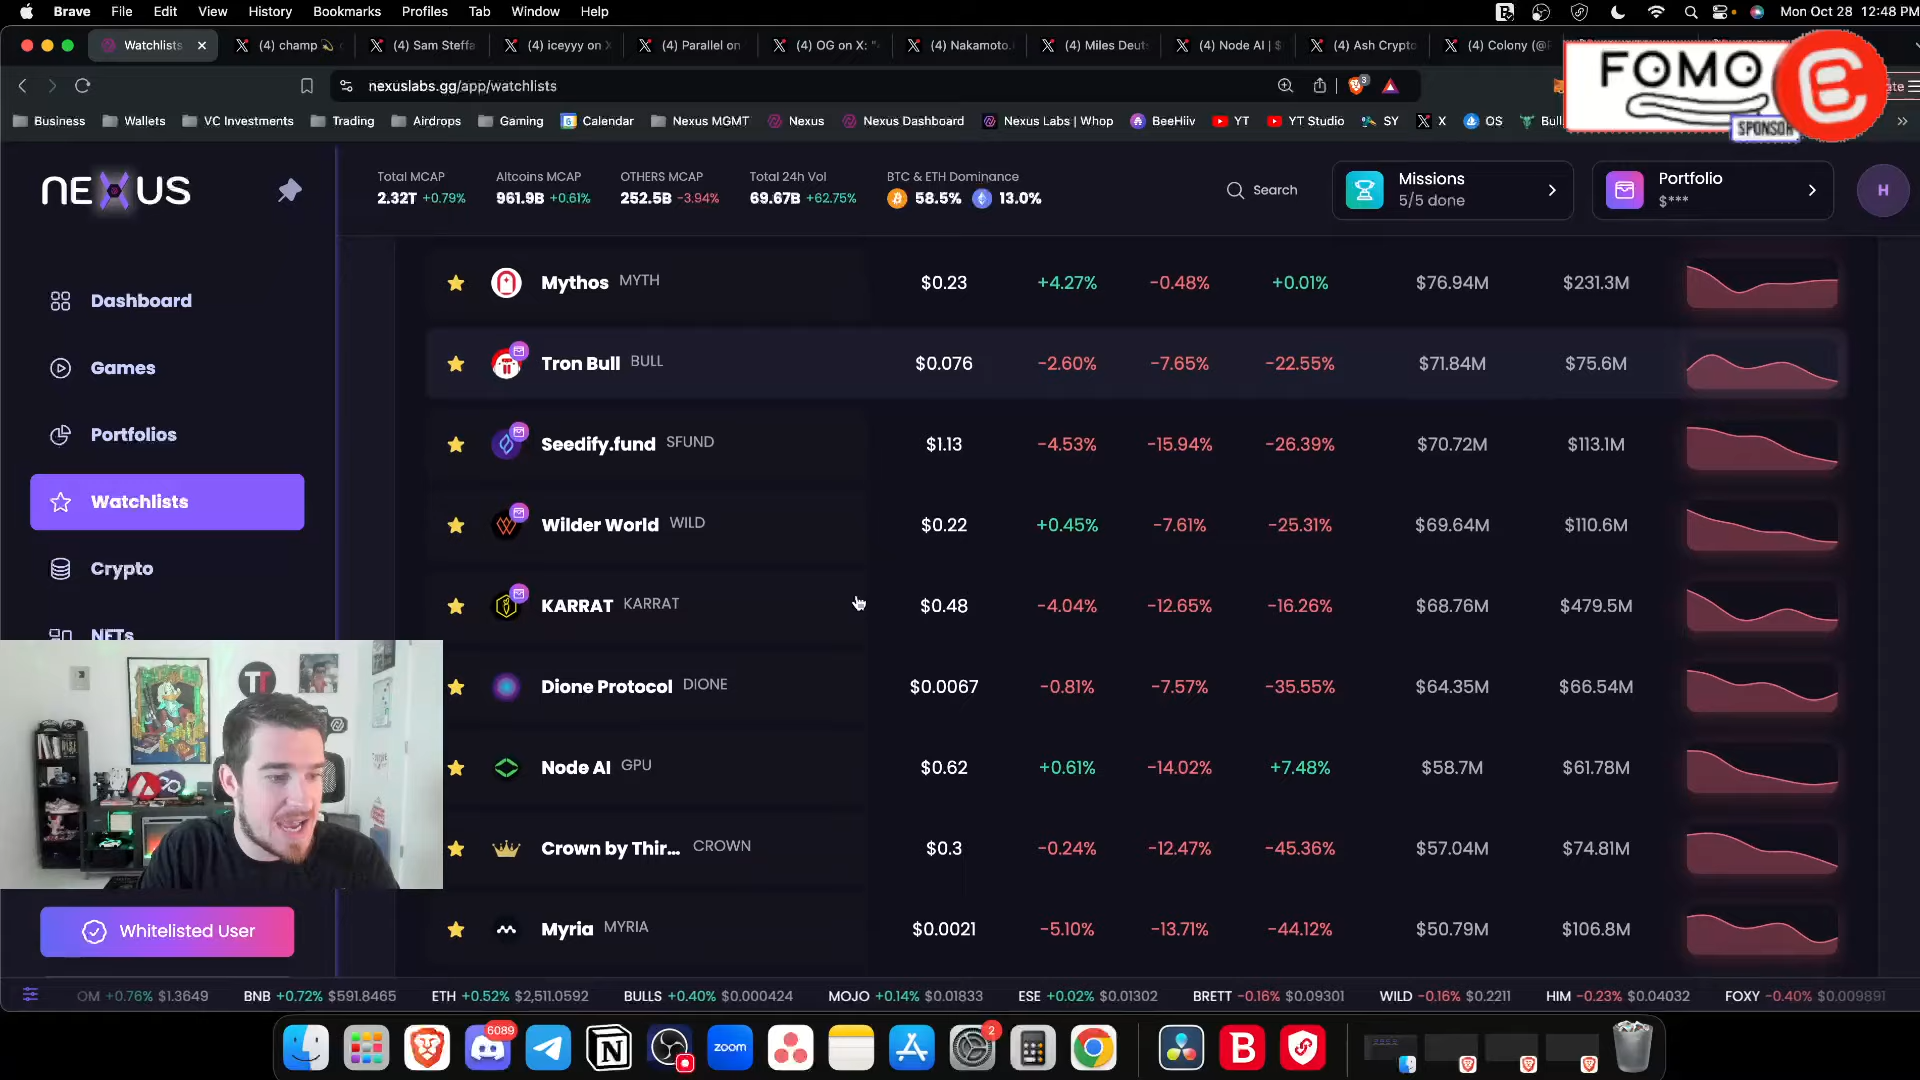 Brave File Edit View History Bookmarks Profiles Tab Window Help Mon Oct 28 12:48 PM
Watchlists (4) champ (4) Sam Steffa (4) iceyyy on X (4) Parallel on (4) OG on X: " (4) Nakamoto. (4) Miles Deut (4) Node AI | $ (4) Ash Crypto (4) Colony (@
FOMO
SPONSOR
nexuslabs.gg/app/watchlists
3
Business Wallets VC Investments Trading Airdrops Gaming 6 Calendar Nexus MGMT Nexus Nexus Dashboard Nexus Labs | Whop BeeHiiv YT YT Studio SY X OS Bull
NEXUS
Total MCAP Altcoins MCAP OTHERS MCAP Total 24h Vol BTC & ETH Dominance
2.32T +0.79% 961.9B +0.61% 252.5B -3.94% 69.67B +62.75% 58.5% 13.0%
Search
Missions
5/5 done
Portfolio
$***
H
Dashboard
Games
Portfolios
Watchlists
Crypto
NFTs
Whitelisted User
Mythos MYTH $0.23 +4.27% -0.48% +0.01% $76.94M $231.3M
Tron Bull BULL $0.076 -2.60% -7.65% -22.55% $71.84M $75.6M
Seedify.fund SFUND $1.13 -4.53% -15.94% -26.39% $70.72M $113.1M
Wilder World WILD $0.22 +0.45% -7.61% -25.31% $69.64M $110.6M
KARRAT KARRAT $0.48 -4.04% -12.65% -16.26% $68.76M $479.5M
Dione Protocol DIONE $0.0067 -0.81% -7.57% -35.55% $64.35M $66.54M
Node AI GPU $0.62 +0.61% -14.02% +7.48% $58.7M $61.78M
Crown by Thir... CROWN $0.3 -0.24% -12.47% -45.36% $57.04M $74.81M
Myria MYRIA $0.0021 -5.10% -13.71% -44.12% $50.79M $106.8M
OM +0.76% $1.3649 BNB +0.72% $591.8465 ETH +0.52% $2,511.0592 BULLS +0.40% $0.000424 MOJO +0.14% $0.01833 ESE +0.02% $0.01302 BRETT -0.16% $0.09301 WILD -0.16% $0.2211 HIM -0.23% $0.04032 FOXY -0.40% $0.009891
6089 zoom 2 B